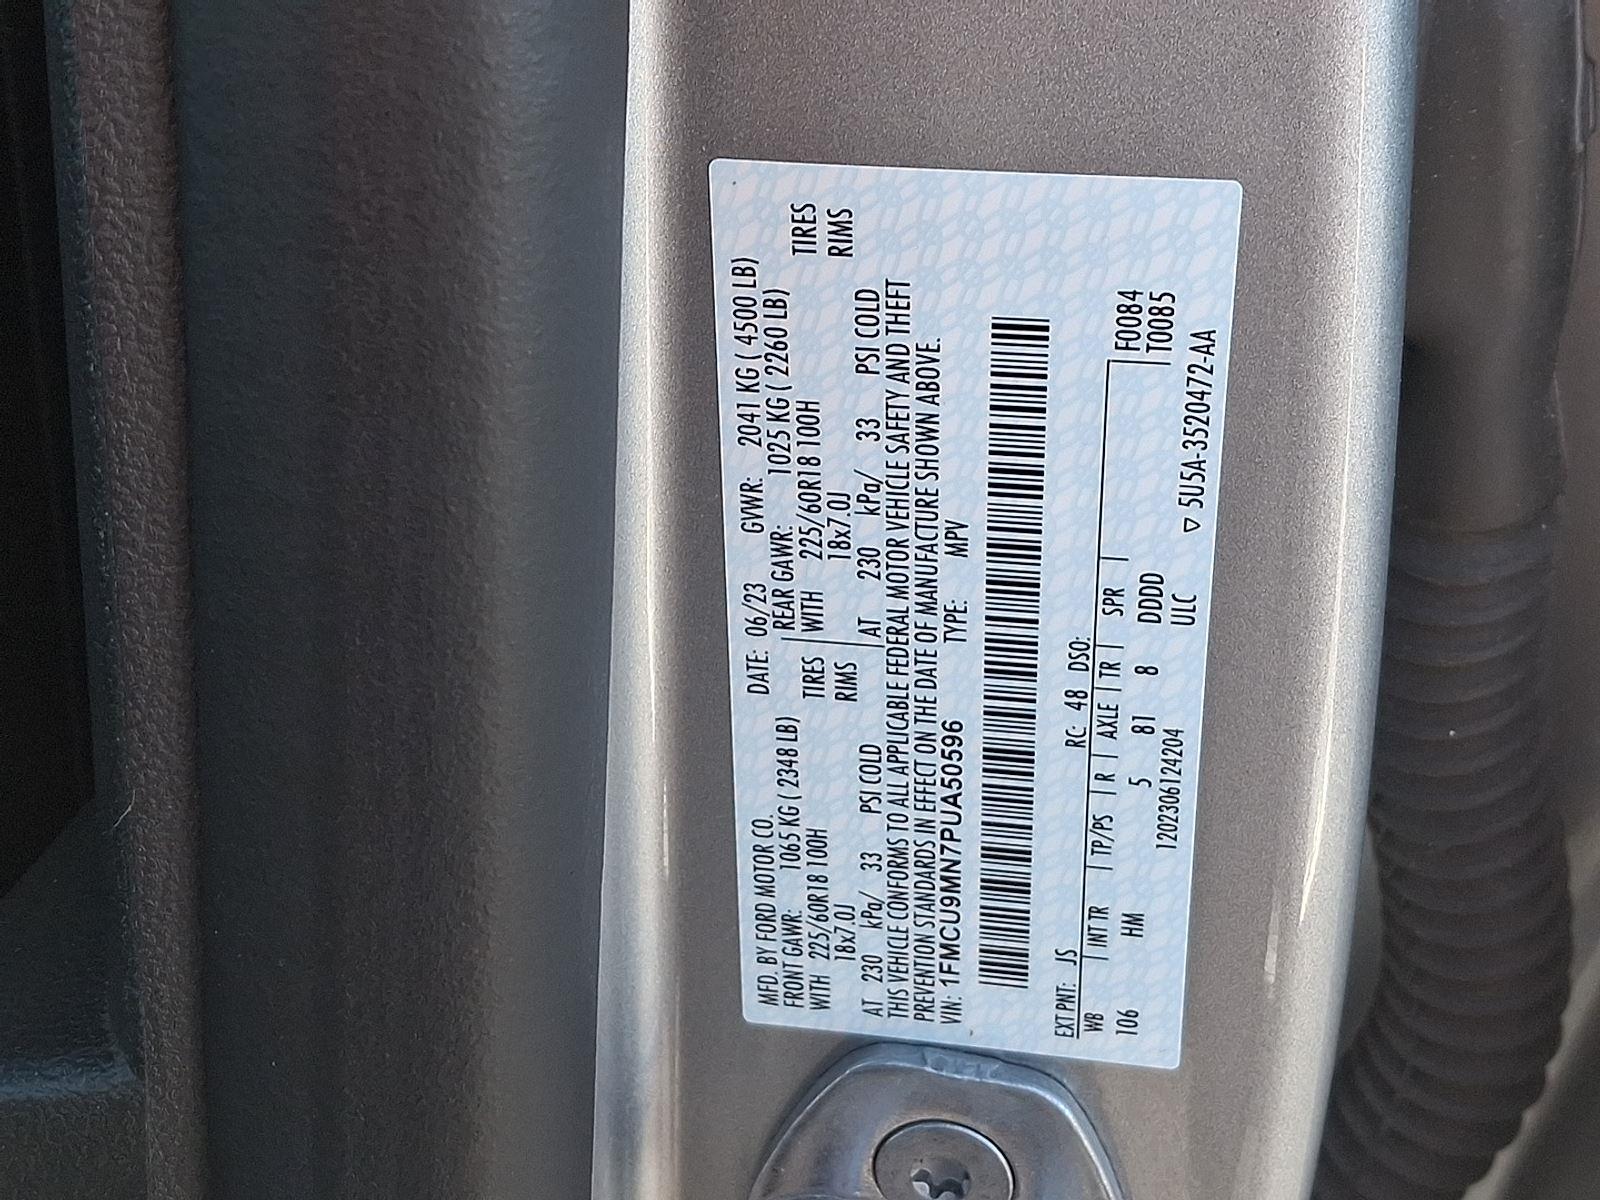 MFD. BY FORD MOTOR CO. DATE: 06/23 GVWR: 2041 KG ( 4500 LB)
FRONT GAWR: 1065 KG ( 2348 LB) REAR GAWR: 1025 KG ( 2260 LB)
WITH 225/60R18 100H TIRES WITH 225/60R18 100H TIRES
18x7.0J RIMS 18x7.0J RIMS
AT 230 kPa/ 33 PSI COLD AT 230 kPa/ 33 PSI COLD
THIS VEHICLE CONFORMS TO ALL APPLICABLE FEDERAL MOTOR VEHICLE SAFETY AND THEFT
PREVENTION STANDARDS IN EFFECT ON THE DATE OF MANUFACTURE SHOWN ABOVE.
VIN: 1FMCU9MN7PUA50596 TYPE: MPV
EXT PNT: JS RC: 48 DSO:
WB INT TR TP/PS R AXLE TR SPR F0084
106 HM 5 81 8 DDDD T0085
1202306124204 ULC ▽ 5U5A-3520472-AA